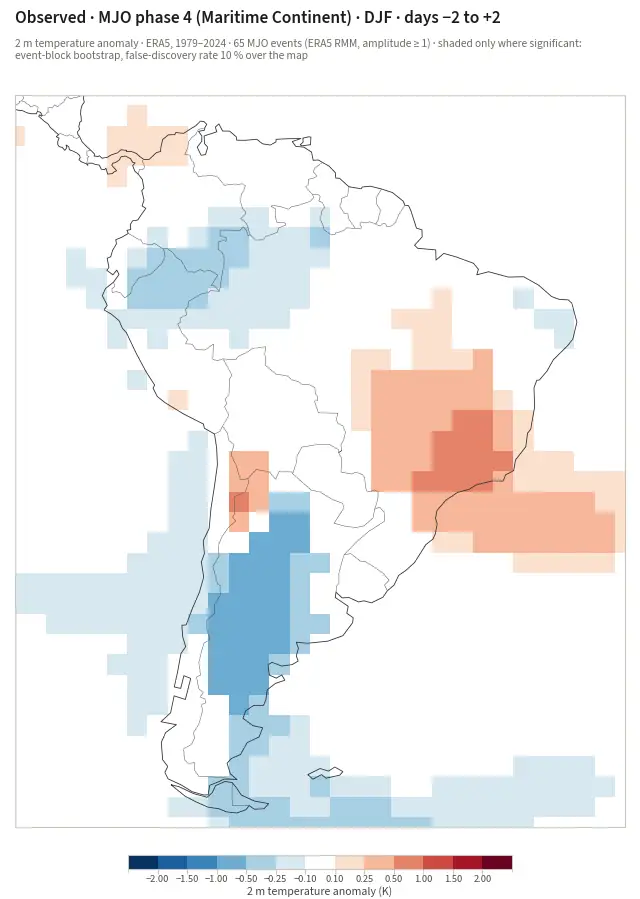 Observed · MJO phase 4 (Maritime Continent) · DJF · days −2 to +2
2 m temperature anomaly · ERA5, 1979–2024 · 65 MJO events (ERA5 RMM, amplitude ≥ 1) · shaded only where significant:
event-block bootstrap, false-discovery rate 10 % over the map
−2.00 −1.50 −1.00 −0.50 −0.25 −0.10 0.10 0.25 0.50 1.00 1.50 2.00
2 m temperature anomaly (K)